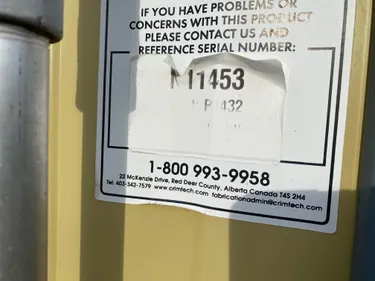 IF YOU HAVE PROBLEMS OR
CONCERNS WITH THIS PRODUCT
PLEASE CONTACT US AND
REFERENCE SERIAL NUMBER:
11453
432
1-800 993-9958
22 McKenzie Drive, Red Deer County, Alberta Canada T4S 2H4
Tel. 403-342-7579 www.crimtech.com fabricationadmin@crimtech.com